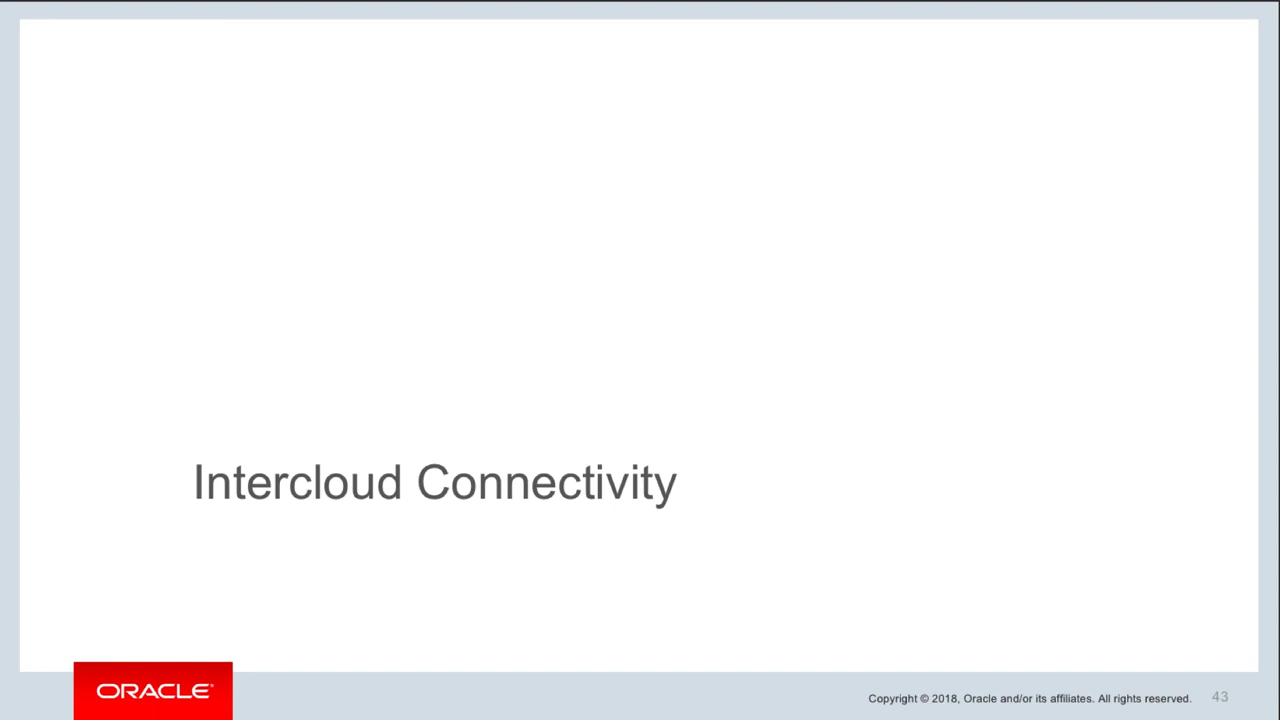 Intercloud Connectivity
ORACLE
Copyright © 2018, Oracle and/or its affiliates. All rights reserved. 43